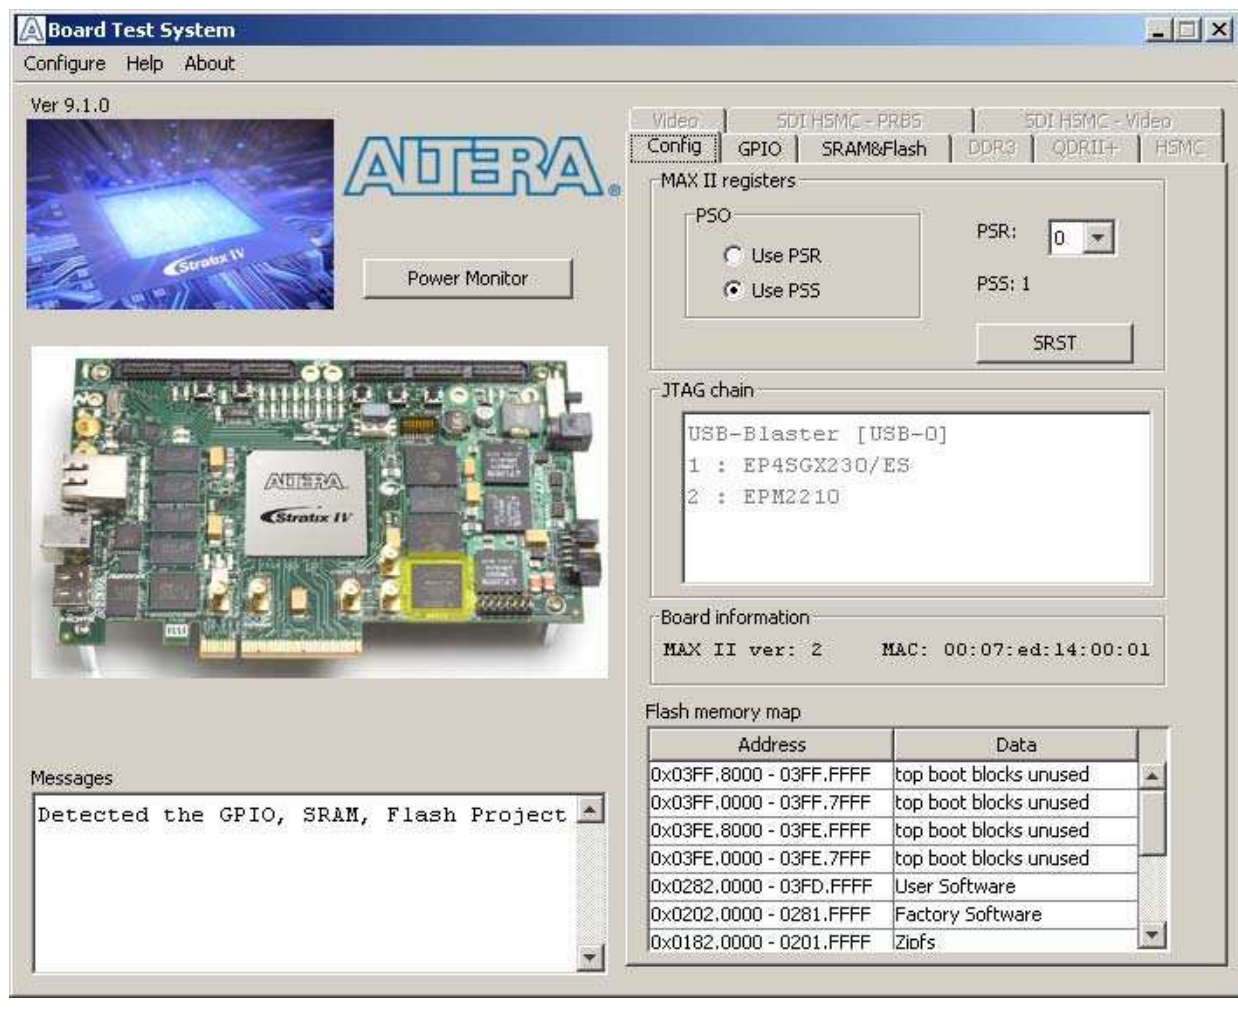 Board Test System
Configure Help About
Ver 9.1.0
Stratix IV
ALTERA.
Power Monitor
ALTERA.
Stratix IV
Messages
Detected the GPIO, SRAM, Flash Project
Video SDI HSMC - PRBS SDI HSMC - Video
Config GPIO SRAM&Flash DDR3 QDRII+ HSMC
MAX II registers
PSO
Use PSR
Use PSS
PSR: 0
PSS: 1
SRST
JTAG chain
USB-Blaster [USB-0]
1 : EP4SGX230/ES
2 : EPM2210
Board information
MAX II ver: 2 MAC: 00:07:ed:14:00:01
Flash memory map
Address Data
0x03FF.8000 - 03FF.FFFF top boot blocks unused
0x03FF.0000 - 03FF.7FFF top boot blocks unused
0x03FE.8000 - 03FE.FFFF top boot blocks unused
0x03FE.0000 - 03FE.7FFF top boot blocks unused
0x0282.0000 - 03FD.FFFF User Software
0x0202.0000 - 0281.FFFF Factory Software
0x0182.0000 - 0201.FFFF Zipfs